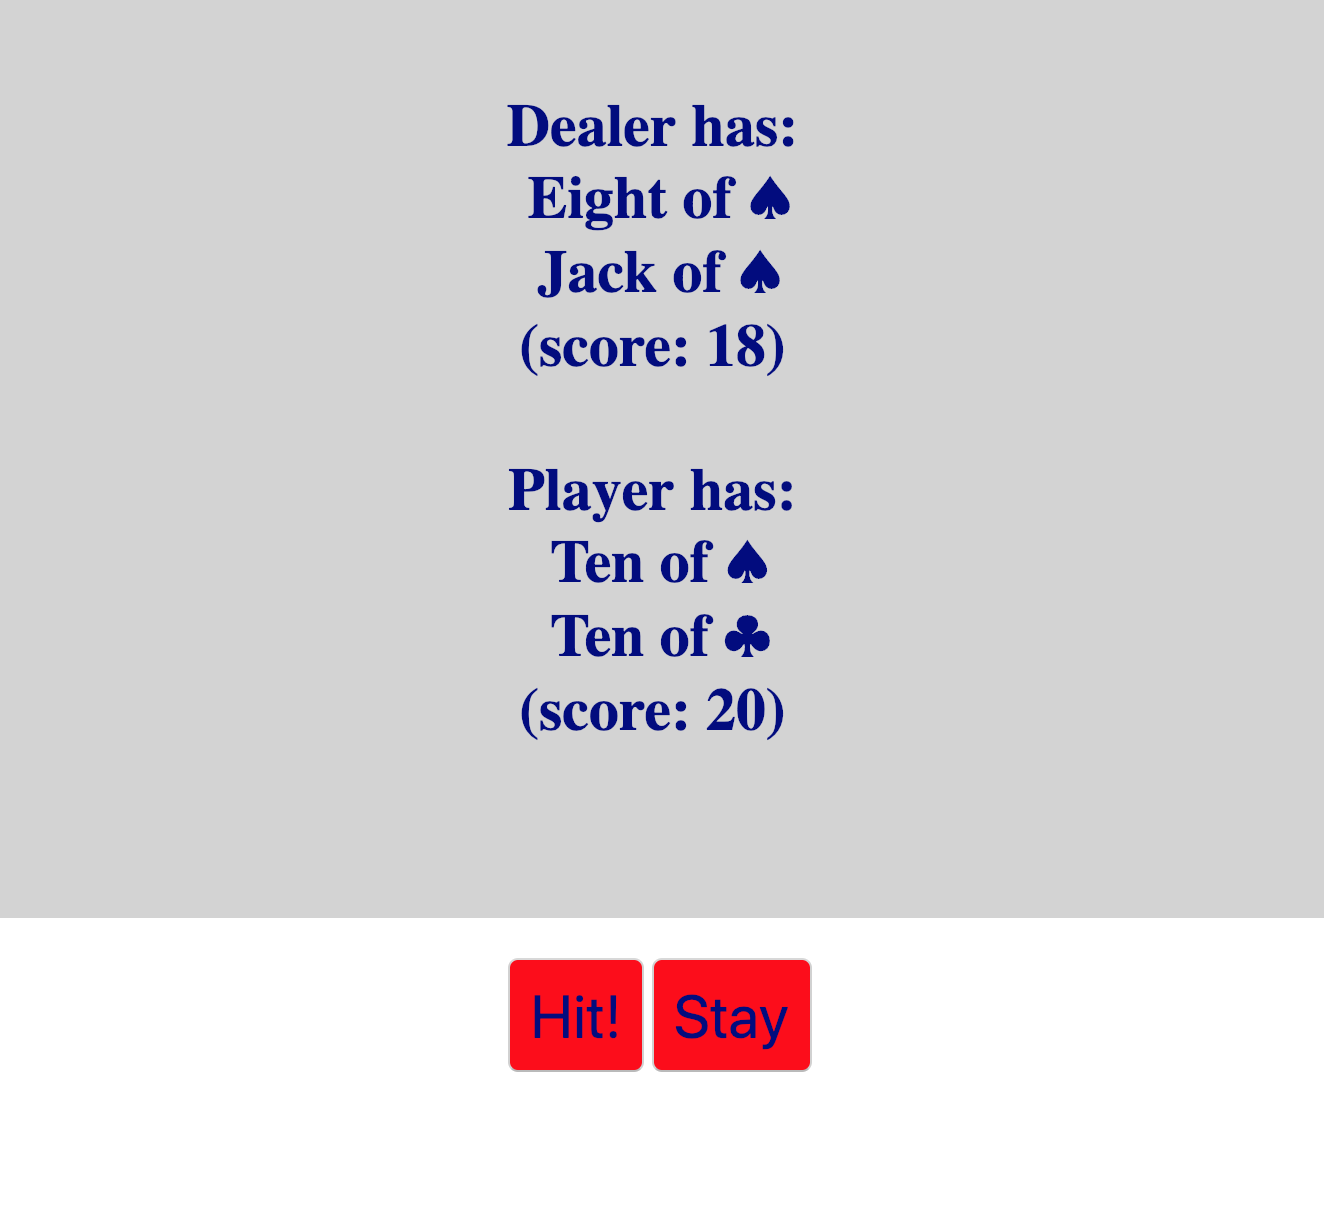 Dealer has:
Eight of ♠
Jack of ♠
(score: 18)
Player has:
Ten of ♠
Ten of ♣
(score: 20)
Hit! Stay